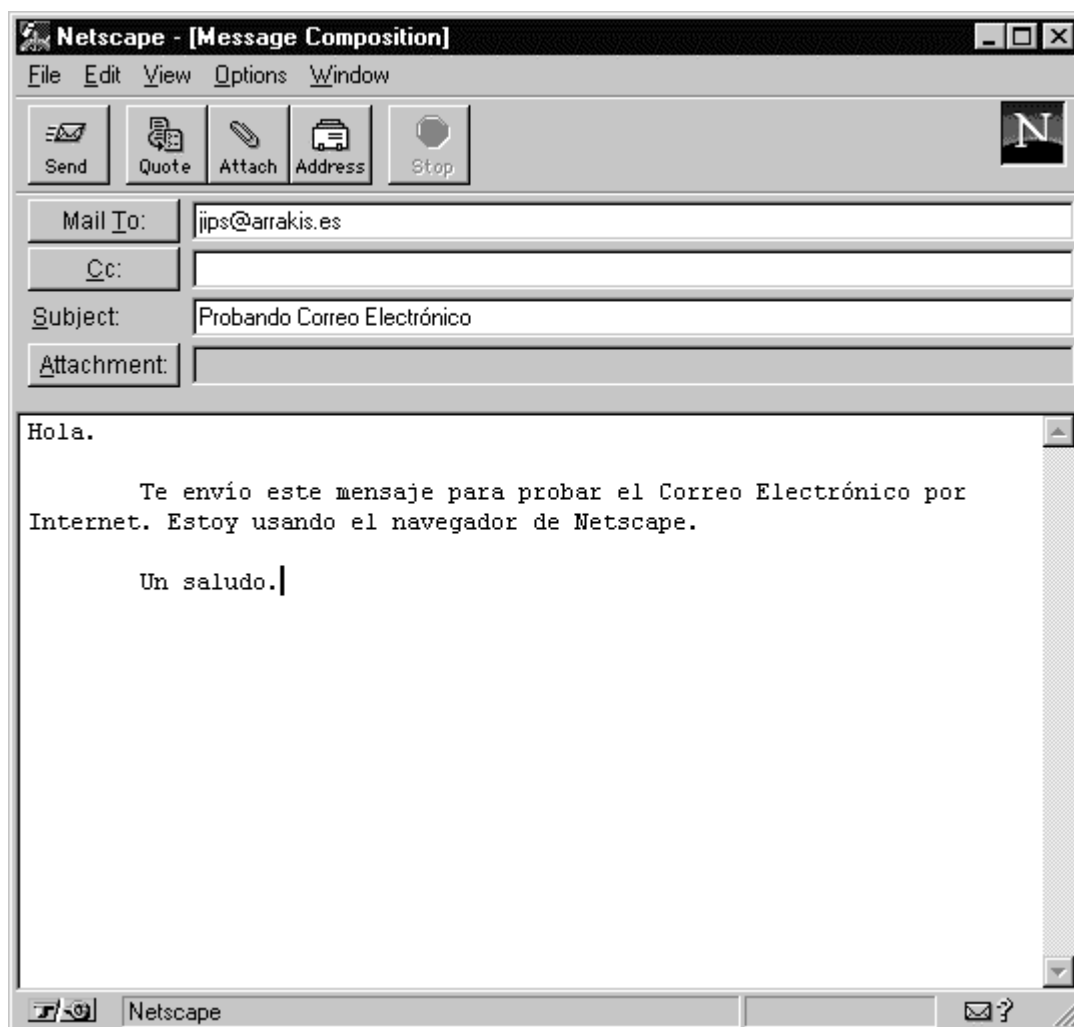 Netscape - [Message Composition]
File Edit View Options Window
N
Send Quote Attach Address Stop
Mail To: jips@arrakis.es
Cc:
Subject: Probando Correo Electrónico
Attachment:
Hola.
Te envío este mensaje para probar el Correo Electrónico por
Internet. Estoy usando el navegador de Netscape.
Un saludo.
Netscape ?